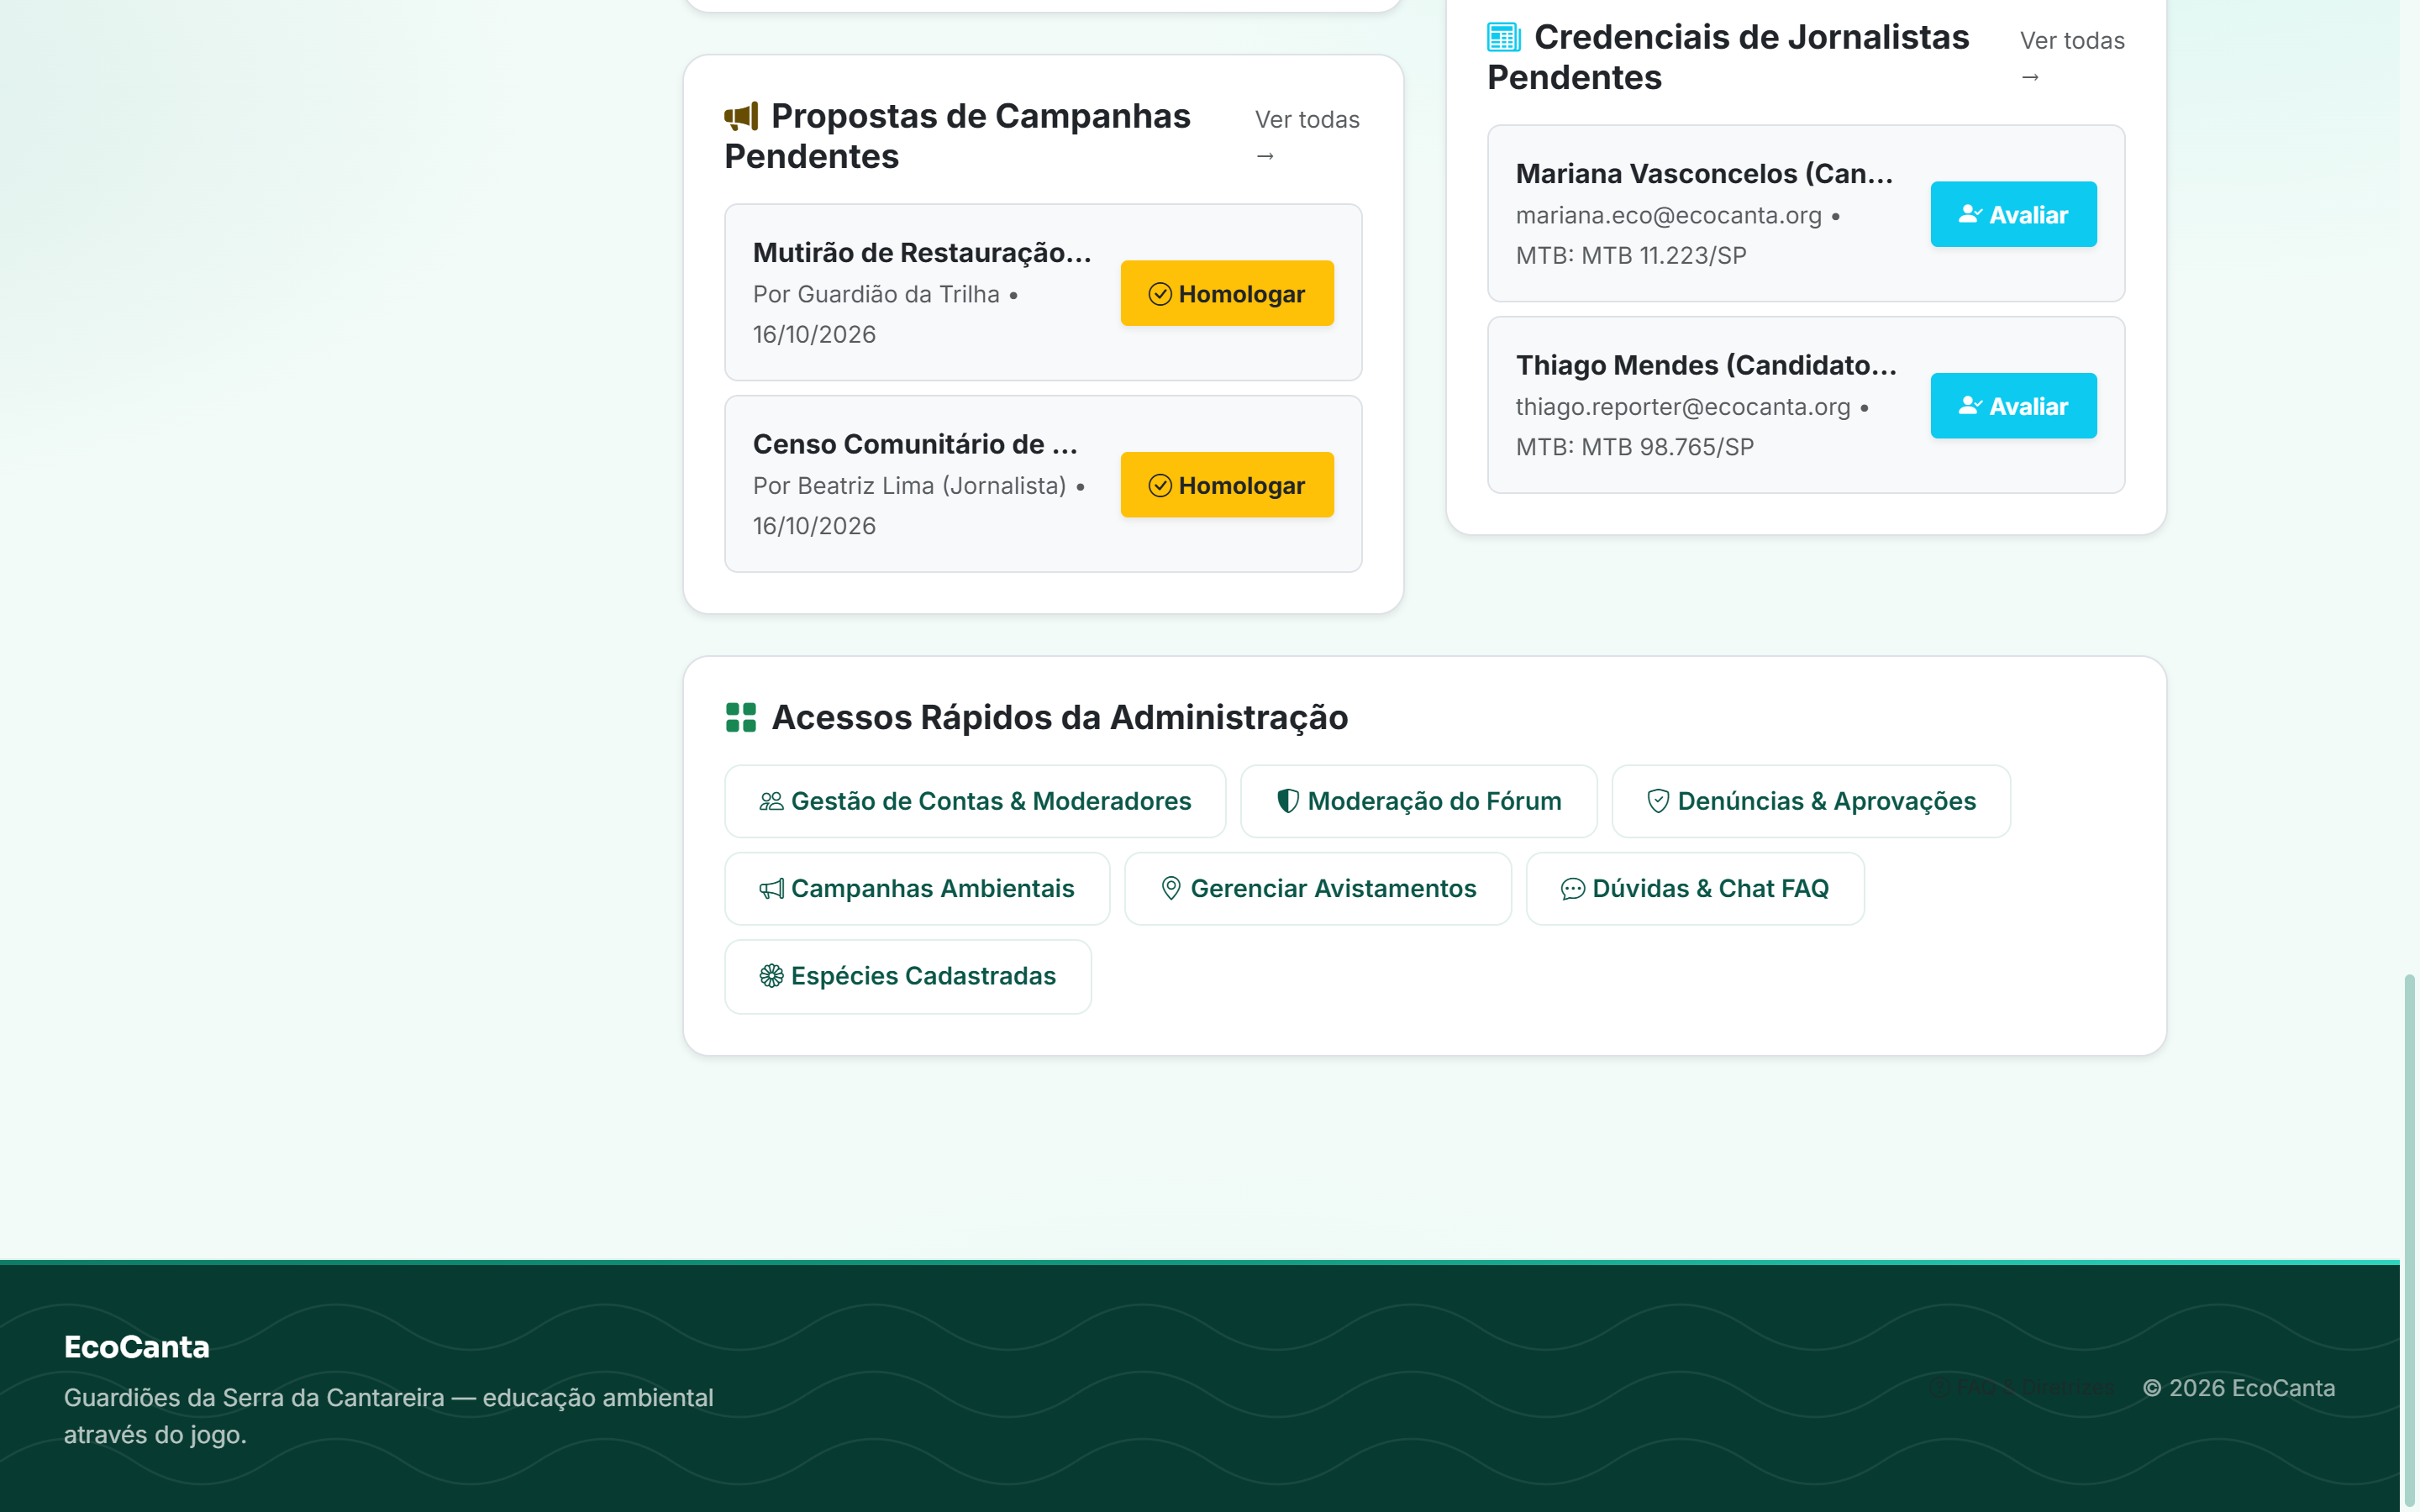 Propostas de Campanhas Pendentes
Ver todas →
Mutirão de Restauração...
Por Guardião da Trilha •
16/10/2026
Homologar
Censo Comunitário de ...
Por Beatriz Lima (Jornalista) •
16/10/2026
Homologar
Credenciais de Jornalistas Pendentes
Ver todas →
Mariana Vasconcelos (Can...
mariana.eco@ecocanta.org •
MTB: MTB 11.223/SP
Avaliar
Thiago Mendes (Candidato...
thiago.reporter@ecocanta.org •
MTB: MTB 98.765/SP
Avaliar
Acessos Rápidos da Administração
Gestão de Contas & Moderadores
Moderação do Fórum
Denúncias & Aprovações
Campanhas Ambientais
Gerenciar Avistamentos
Dúvidas & Chat FAQ
Espécies Cadastradas
EcoCanta
Guardiões da Serra da Cantareira — educação ambiental
através do jogo.
FAQ & Diretrizes
© 2026 EcoCanta